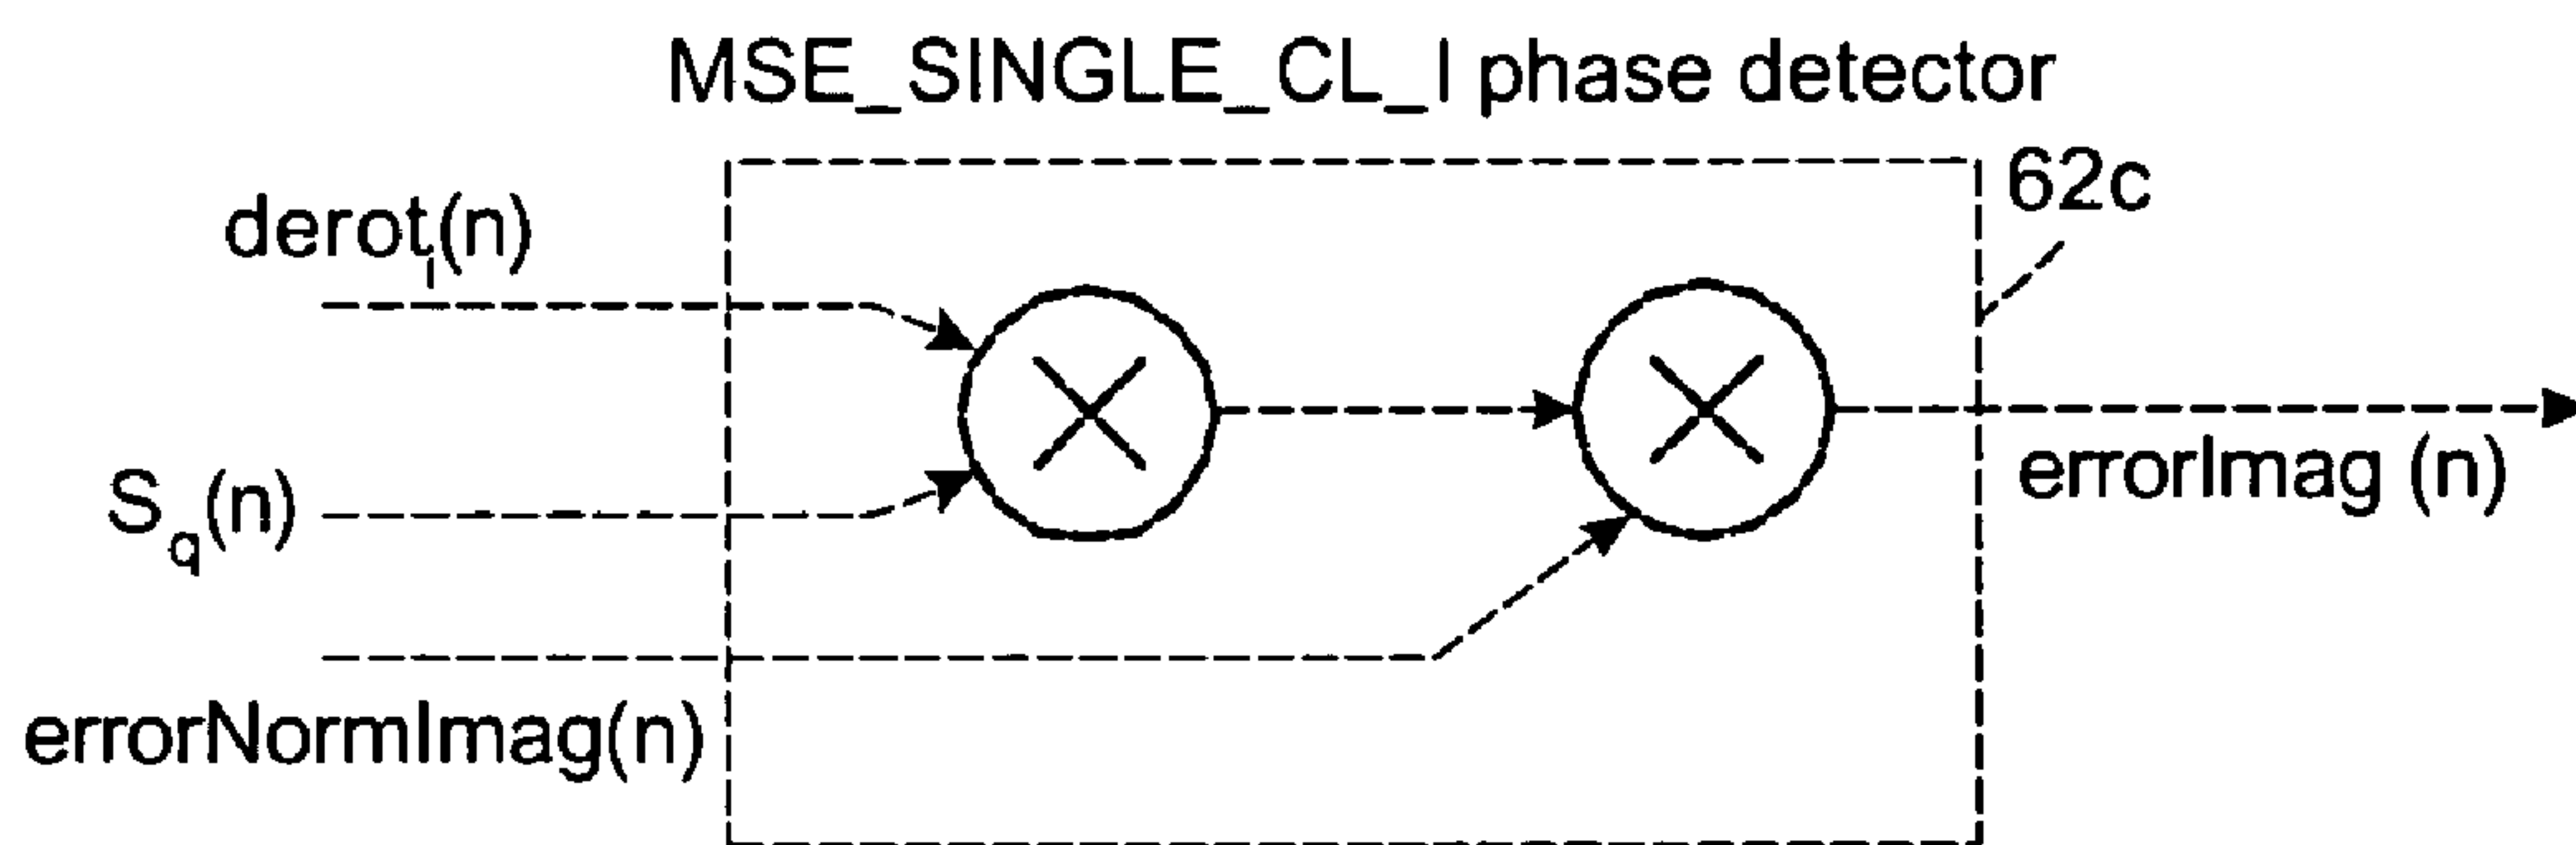 MSE_SINGLE_CL_I phase detector
62c
derot_i(n)
S_q(n)
errorNormImag(n)
errorImag (n)